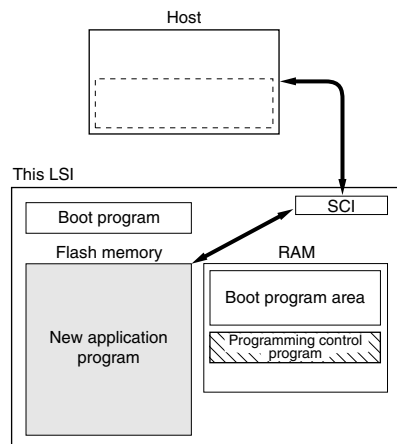 Host
This LSI
SCI
Boot program
Flash memory
RAM
Boot program area
New application
program
Programming control
program